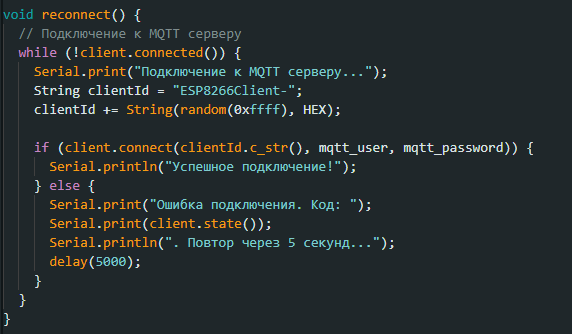 void reconnect() {
// Подключение к MQTT серверу
while (!client.connected()) {
Serial.print("Подключение к MQTT серверу...");
String clientId = "ESP8266Client-";
clientId += String(random(0xffff), HEX);
if (client.connect(clientId.c_str(), mqtt_user, mqtt_password)) {
Serial.println("Успешное подключение!");
} else {
Serial.print("Ошибка подключения. Код: ");
Serial.print(client.state());
Serial.println(". Повтор через 5 секунд...");
delay(5000);
}
}
}